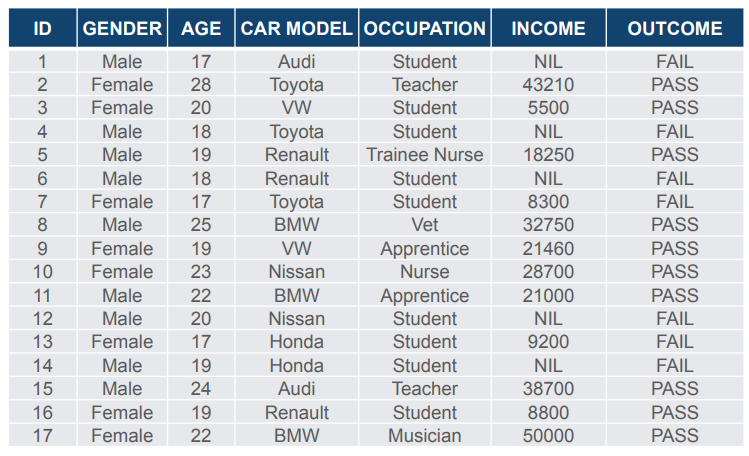 ID GENDER AGE CAR MODEL OCCUPATION INCOME OUTCOME
1 Male 17 Audi Student NIL FAIL
2 Female 28 Toyota Teacher 43210 PASS
3 Female 20 VW Student 5500 PASS
4 Male 18 Toyota Student NIL FAIL
5 Male 19 Renault Trainee Nurse 18250 PASS
6 Male 18 Renault Student NIL FAIL
7 Female 17 Toyota Student 8300 FAIL
8 Male 25 BMW Vet 32750 PASS
9 Female 19 VW Apprentice 21460 PASS
10 Female 23 Nissan Nurse 28700 PASS
11 Male 22 BMW Apprentice 21000 PASS
12 Male 20 Nissan Student NIL FAIL
13 Female 17 Honda Student 9200 FAIL
14 Male 19 Honda Student NIL FAIL
15 Male 24 Audi Teacher 38700 PASS
16 Female 19 Renault Student 8800 PASS
17 Female 22 BMW Musician 50000 PASS